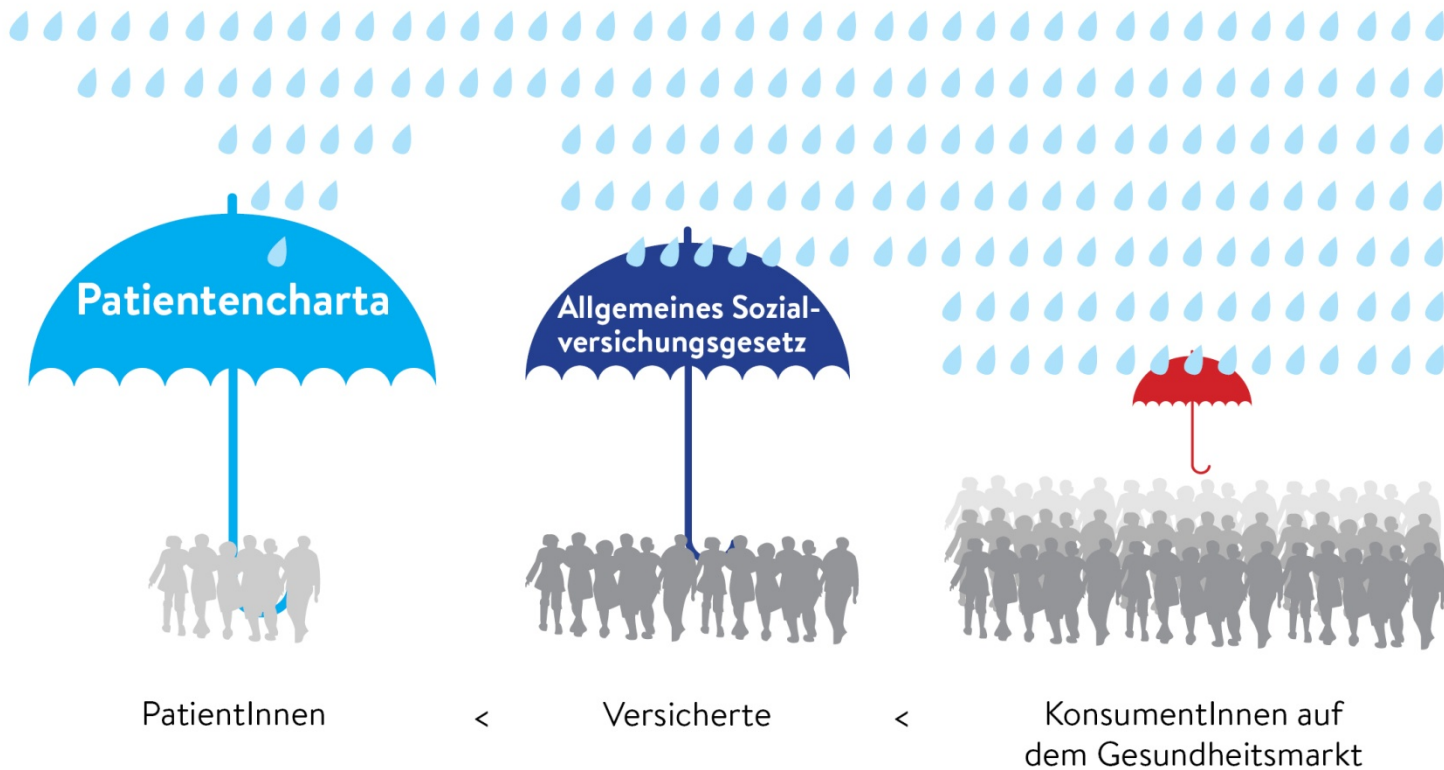 Patientencharta
Allgemeines Sozial-
versichungsgesetz
PatientInnen < Versicherte < KonsumentInnen auf
dem Gesundheitsmarkt